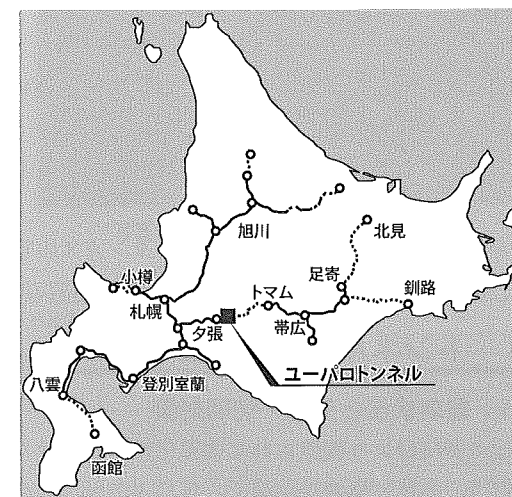 旭川
北見
足寄
小樽
トマム
釧路
札幌
夕張
帯広
ユーパロトンネル
八雲
登別室蘭
函館